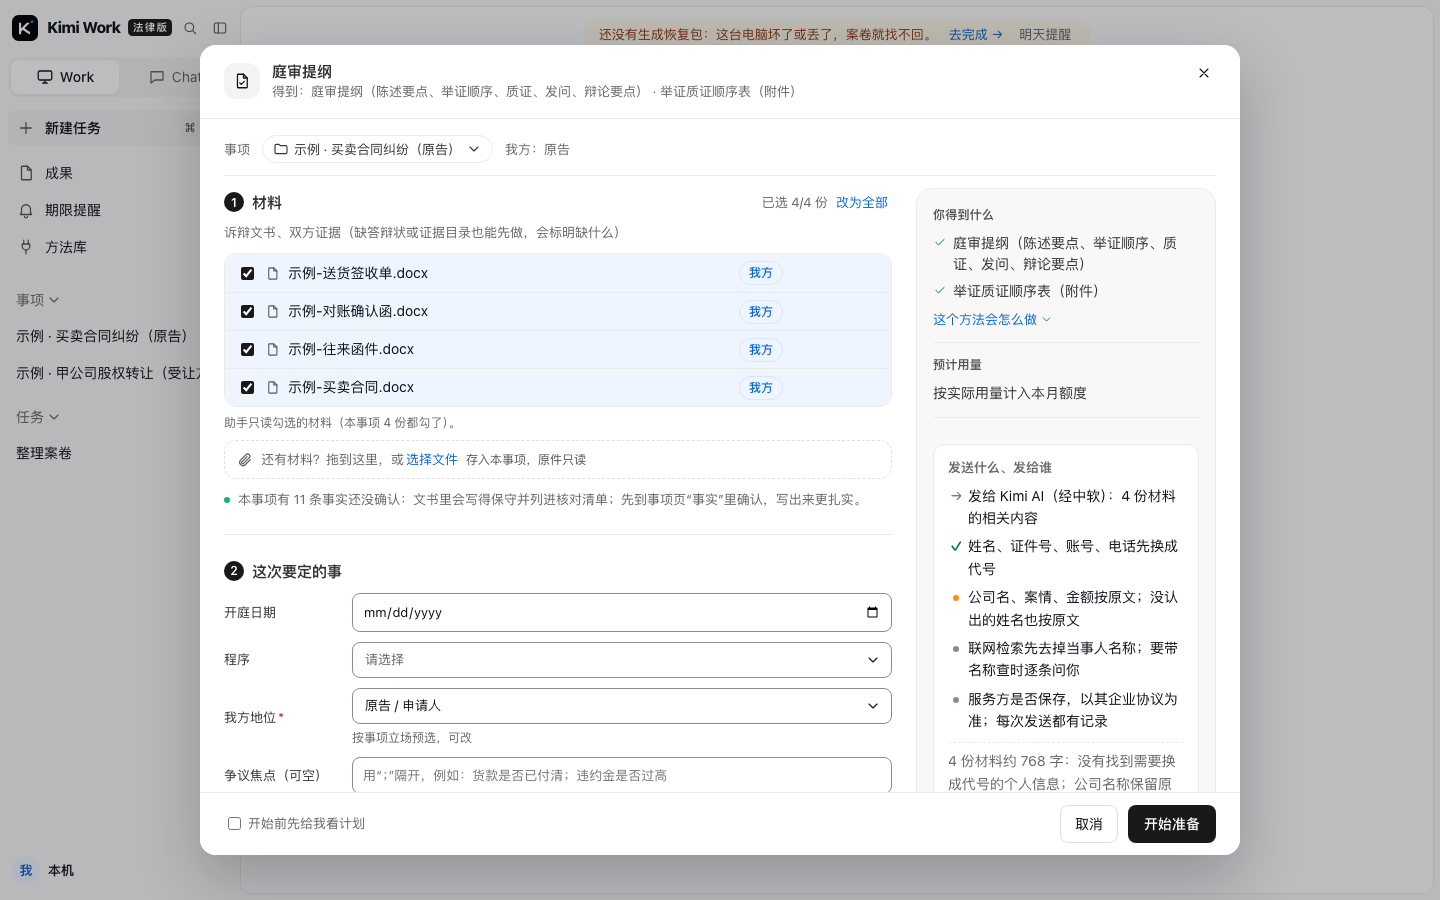 Kimi Work 法律版
还没有生成恢复包：这台电脑坏了或丢了，案卷就找不回。 去完成 → 明天提醒
Work
Chat
新建任务 ⌘
成果
期限提醒
方法库
事项
示例 · 买卖合同纠纷（原告）
示例 · 甲公司股权转让（受让
任务
整理案卷
我 本机
庭审提纲
得到：庭审提纲（陈述要点、举证顺序、质证、发问、辩论要点） · 举证质证顺序表（附件）
事项 示例 · 买卖合同纠纷（原告） 我方：原告
1 材料 已选 4/4 份 改为全部
诉辩文书、双方证据（缺答辩状或证据目录也能先做，会标明缺什么）
示例-送货签收单.docx 我方
示例-对账确认函.docx 我方
示例-往来函件.docx 我方
示例-买卖合同.docx 我方
助手只读勾选的材料（本事项 4 份都勾了）。
还有材料？拖到这里，或 选择文件 存入本事项，原件只读
本事项有 11 条事实还没确认：文书里会写得保守并列进核对清单；先到事项页“事实”里确认，写出来更扎实。
2 这次要定的事
开庭日期 mm/dd/yyyy
程序 请选择
我方地位 * 原告 / 申请人
按事项立场预选，可改
争议焦点（可空） 用“；”隔开，例如：货款是否已付清；违约金是否过高
你得到什么
庭审提纲（陈述要点、举证顺序、质
证、发问、辩论要点）
举证质证顺序表（附件）
这个方法会怎么做
预计用量
按实际用量计入本月额度
发送什么、发给谁
→ 发给 Kimi AI（经中软）：4 份材料
的相关内容
姓名、证件号、账号、电话先换成
代号
公司名、案情、金额按原文；没认
出的姓名也按原文
联网检索先去掉当事人名称；要带
名称查时逐条问你
服务方是否保存，以其企业协议为
准；每次发送都有记录
4 份材料约 768 字：没有找到需要换
成代号的个人信息；公司名称保留原
开始前先给我看计划
取消
开始准备